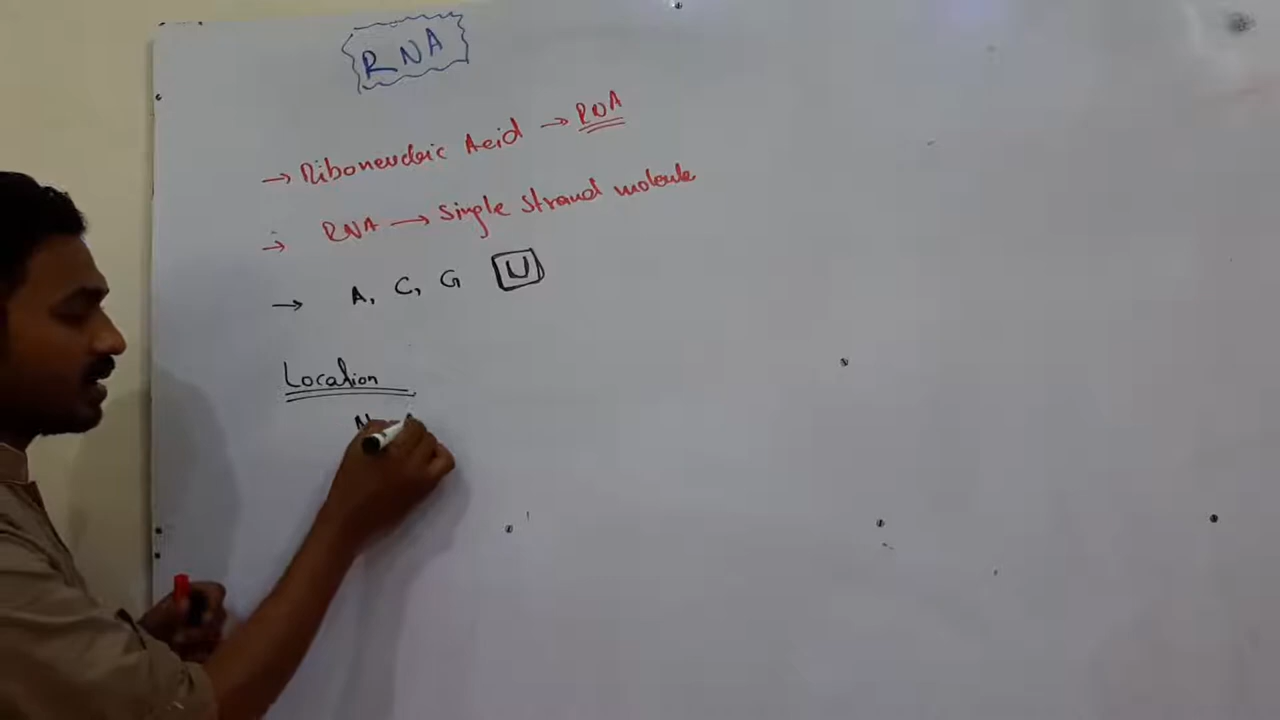 RNA
→ Ribonucleic Acid → RNA
→ RNA → Single strand molecule
→ A, C, G U
Location
N